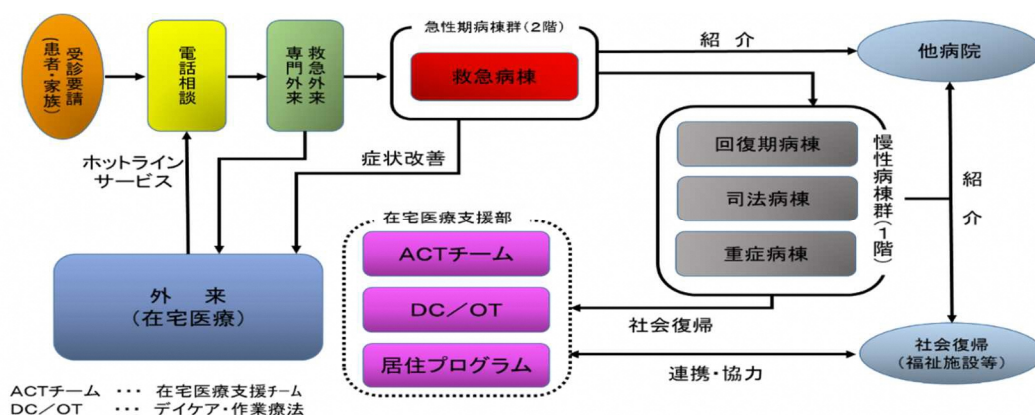 受診要請
(患者・家族)
電話相談
救急外来
専門外来
急性期病棟群(2階)
救急病棟
紹 介
他病院
ホットライン
サービス
症状改善
回復期病棟
司法病棟
重症病棟
慢性病棟群(1階)
紹 介
在宅医療支援部
ACTチーム
DC／OT
居住プログラム
外 来
(在宅医療)
社会復帰
連携・協力
社会復帰
(福祉施設等)
ACTチーム ･･･ 在宅医療支援ﾁｰﾑ
DC／OT ･･･ デイケア・作業療法